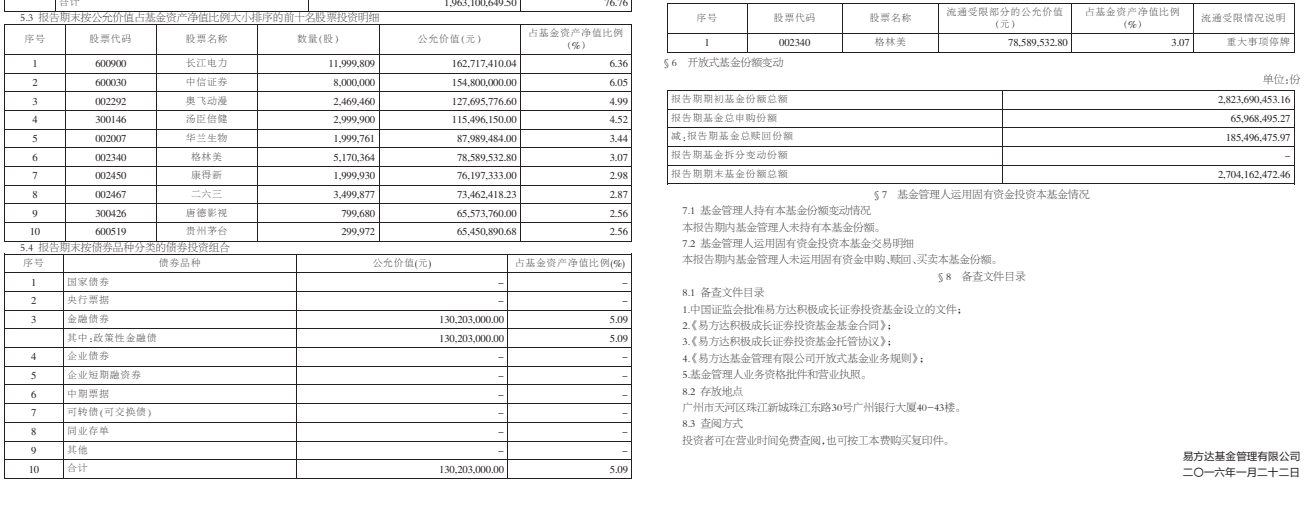 合计 1,963,100,649.50 76.76
5.3 报告期末按公允价值占基金资产净值比例大小排序的前十名股票投资明细
序号 股票代码 股票名称 数量(股) 公允价值(元) 占基金资产净值比例(%)
1 600900 长江电力 11,999,809 162,717,410.04 6.36
2 600030 中信证券 8,000,000 154,800,000.00 6.05
3 002292 奥飞动漫 2,469,460 127,695,776.60 4.99
4 300146 汤臣倍健 2,999,900 115,496,150.00 4.52
5 002007 华兰生物 1,999,761 87,989,484.00 3.44
6 002340 格林美 5,170,364 78,589,532.80 3.07
7 002450 康得新 1,999,930 76,197,333.00 2.98
8 002467 二六三 3,499,877 73,462,418.23 2.87
9 300426 唐德影视 799,680 65,573,760.00 2.56
10 600519 贵州茅台 299,972 65,450,890.68 2.56
5.4 报告期末按债券品种分类的债券投资组合
序号 债券品种 公允价值(元) 占基金资产净值比例(%)
1 国家债券 – –
2 央行票据 – –
3 金融债券 130,203,000.00 5.09
其中:政策性金融债 130,203,000.00 5.09
4 企业债券 – –
5 企业短期融资券 – –
6 中期票据 – –
7 可转债(可交换债) – –
8 同业存单 – –
9 其他 – –
10 合计 130,203,000.00 5.09
序号 股票代码 股票名称 流通受限部分的公允价值(元) 占基金资产净值比例(%) 流通受限情况说明
1 002340 格林美 78,589,532.80 3.07 重大事项停牌
§6 开放式基金份额变动
单位:份
报告期期初基金份额总额 2,823,690,453.16
报告期基金总申购份额 65,968,495.27
减:报告期基金总赎回份额 185,496,475.97
报告期基金拆分变动份额 –
报告期期末基金份额总额 2,704,162,472.46
§7 基金管理人运用固有资金投资本基金情况
7.1 基金管理人持有本基金份额变动情况
本报告期内基金管理人未持有本基金份额。
7.2 基金管理人运用固有资金投资本基金交易明细
本报告期内基金管理人未运用固有资金申购、赎回、买卖本基金份额。
§8 备查文件目录
8.1 备查文件目录
1.中国证监会批准易方达积极成长证券投资基金设立的文件;
2.《易方达积极成长证券投资基金基金合同》;
3.《易方达积极成长证券投资基金托管协议》;
4.《易方达基金管理有限公司开放式基金业务规则》;
5.基金管理人业务资格批件和营业执照。
8.2 存放地点
广州市天河区珠江新城珠江东路30号广州银行大厦40-43楼。
8.3 查阅方式
投资者可在营业时间免费查阅,也可按工本费购买复印件。
易方达基金管理有限公司
二〇一六年一月二十二日